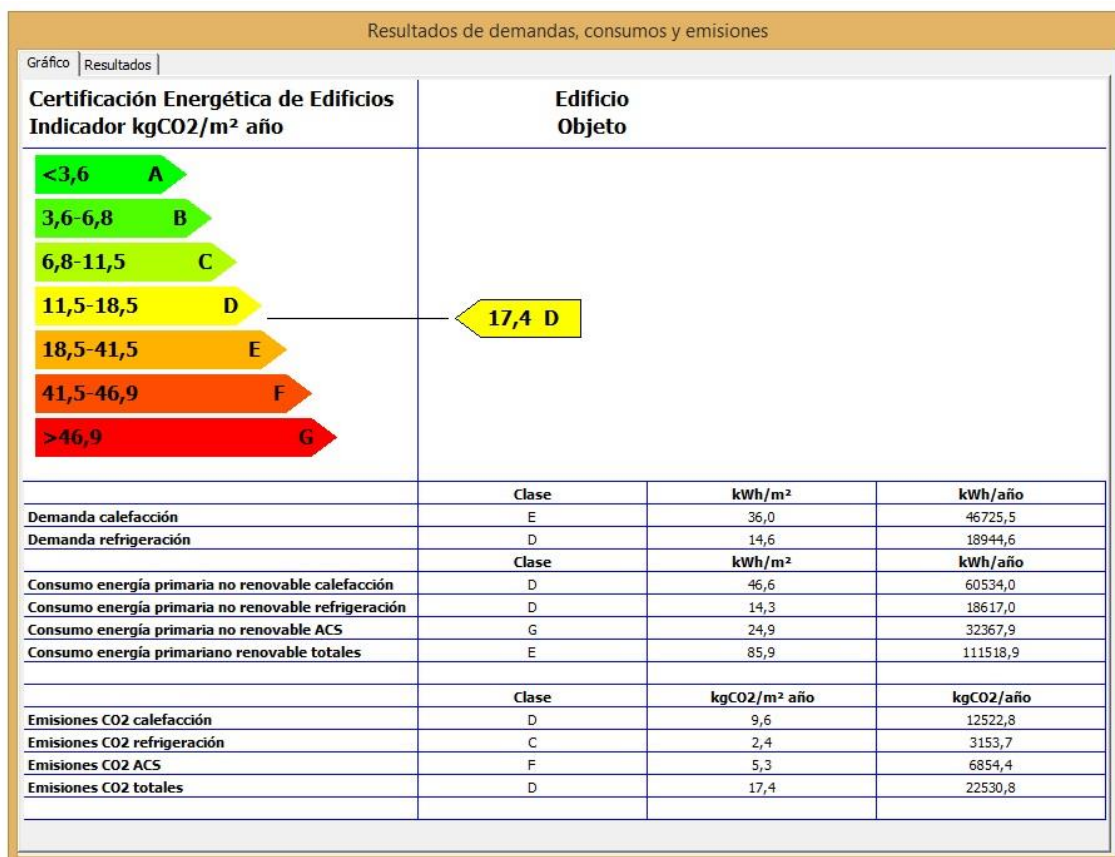 Resultados de demandas, consumos y emisiones
Gráfico Resultados
Certificación Energética de Edificios
Indicador kgCO2/m² año
Edificio
Objeto
<3,6 A
3,6-6,8 B
6,8-11,5 C
11,5-18,5 D
17,4 D
18,5-41,5 E
41,5-46,9 F
>46,9 G
Clase kWh/m² kWh/año
Demanda calefacción E 36,0 46725,5
Demanda refrigeración D 14,6 18944,6
Clase kWh/m² kWh/año
Consumo energía primaria no renovable calefacción D 46,6 60534,0
Consumo energía primaria no renovable refrigeración D 14,3 18617,0
Consumo energía primaria no renovable ACS G 24,9 32367,9
Consumo energía primariano renovable totales E 85,9 111518,9
Clase kgCO2/m² año kgCO2/año
Emisiones CO2 calefacción D 9,6 12522,8
Emisiones CO2 refrigeración C 2,4 3153,7
Emisiones CO2 ACS F 5,3 6854,4
Emisiones CO2 totales D 17,4 22530,8